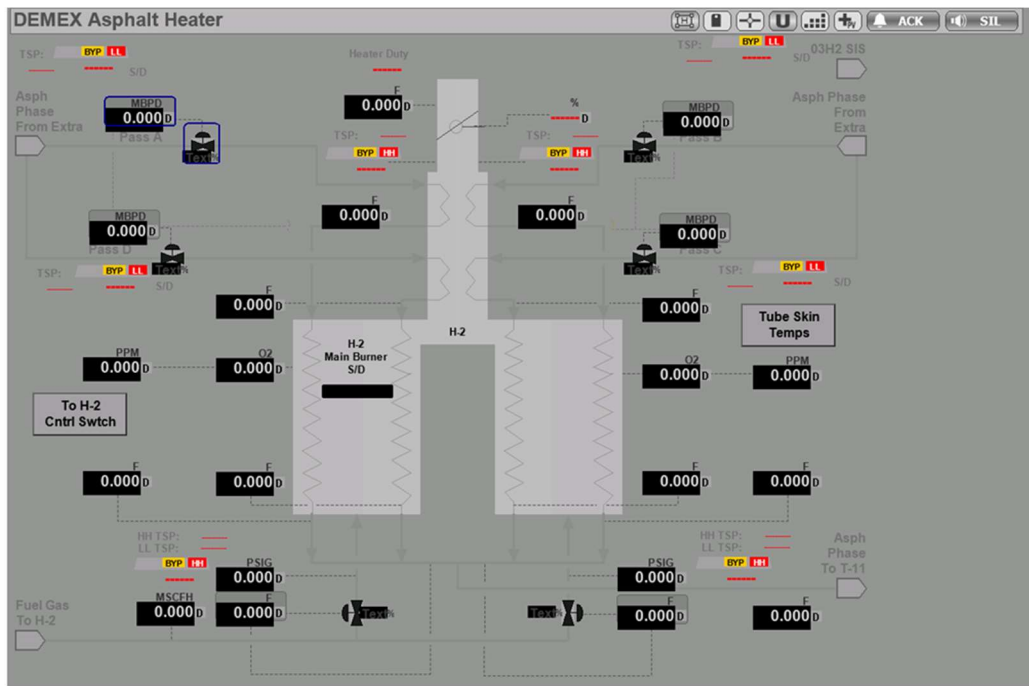 DEMEX Asphalt Heater
ACK
SIL
TSP:
BYP LL
S/D
Heater Duty
TSP:
BYP LL
S/D
03H2 SIS
Asph
Phase
From Extra
MBPD
0.000 D
Pass A
Text%
F
0.000 D
%
D
TSP:
BYP HH
TSP:
BYP HH
MBPD
0.000 D
Pass B
Text%
Asph Phase
From
Extra
MBPD
0.000 D
Pass D
Text%
F
0.000 D
F
0.000 D
MBPD
0.000 D
Pass C
Text%
TSP:
BYP LL
S/D
TSP:
BYP LL
S/D
F
0.000 D
F
0.000 D
Tube Skin
Temps
H-2
H-2
Main Burner
S/D
PPM
0.000 D
O2
0.000 D
O2
0.000 D
PPM
0.000 D
To H-2
Cntrl Swtch
F
0.000 D
F
0.000 D
F
0.000 D
F
0.000 D
HH TSP:
LL TSP:
BYP HH
HH TSP:
LL TSP:
BYP HH
Asph
Phase
To T-11
PSIG
0.000 D
PSIG
0.000 D
Fuel Gas
To H-2
MSCFH
0.000 D
F
0.000 D
Text%
Text%
F
0.000 D
F
0.000 D